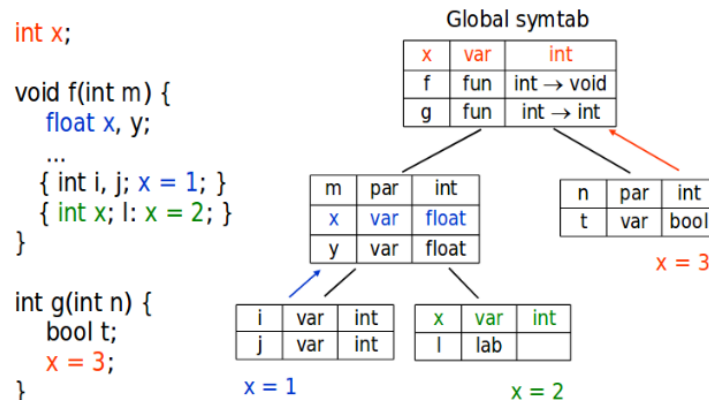 int x;
void f(int m) {
float x, y;
...
{ int i, j; x = 1; }
{ int x; l: x = 2; }
}
int g(int n) {
bool t;
x = 3;
}
Global symtab
x var int
f fun int → void
g fun int → int
m par int
x var float
y var float
n par int
t var bool
x = 3
i var int
j var int
x = 1
x var int
l lab
x = 2